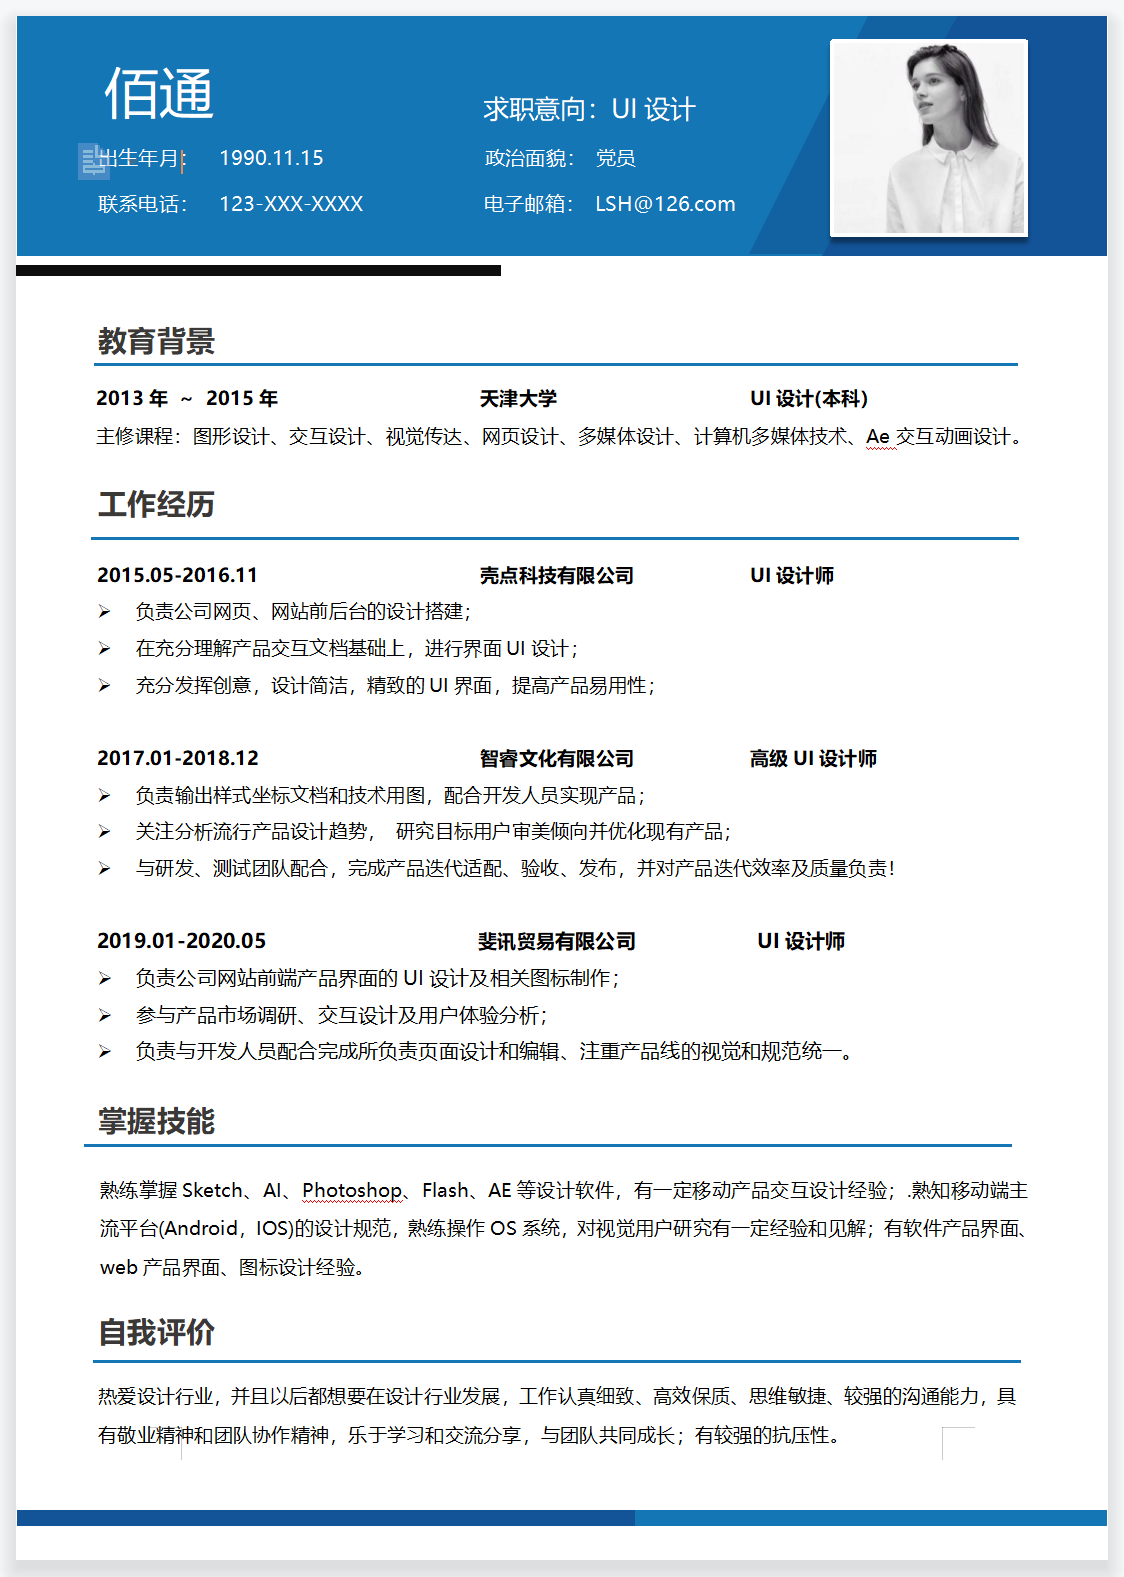 佰通
求职意向：UI 设计
出生年月： 1990.11.15 政治面貌： 党员
联系电话： 123-XXX-XXXX 电子邮箱： LSH@126.com
教育背景
2013 年 ~ 2015 年 天津大学 UI 设计(本科)
主修课程：图形设计、交互设计、视觉传达、网页设计、多媒体设计、计算机多媒体技术、Ae 交互动画设计。
工作经历
2015.05-2016.11 壳点科技有限公司 UI 设计师
➢ 负责公司网页、网站前后台的设计搭建；
➢ 在充分理解产品交互文档基础上，进行界面 UI 设计；
➢ 充分发挥创意，设计简洁，精致的 UI 界面，提高产品易用性；
2017.01-2018.12 智睿文化有限公司 高级 UI 设计师
➢ 负责输出样式坐标文档和技术用图，配合开发人员实现产品；
➢ 关注分析流行产品设计趋势， 研究目标用户审美倾向并优化现有产品；
➢ 与研发、测试团队配合，完成产品迭代适配、验收、发布，并对产品迭代效率及质量负责！
2019.01-2020.05 斐讯贸易有限公司 UI 设计师
➢ 负责公司网站前端产品界面的 UI 设计及相关图标制作；
➢ 参与产品市场调研、交互设计及用户体验分析；
➢ 负责与开发人员配合完成所负责页面设计和编辑、注重产品线的视觉和规范统一。
掌握技能
熟练掌握 Sketch、AI、Photoshop、Flash、AE 等设计软件，有一定移动产品交互设计经验；.熟知移动端主
流平台(Android，IOS)的设计规范，熟练操作 OS 系统，对视觉用户研究有一定经验和见解；有软件产品界面、
web 产品界面、图标设计经验。
自我评价
热爱设计行业，并且以后都想要在设计行业发展，工作认真细致、高效保质、思维敏捷、较强的沟通能力，具
有敬业精神和团队协作精神，乐于学习和交流分享，与团队共同成长；有较强的抗压性。